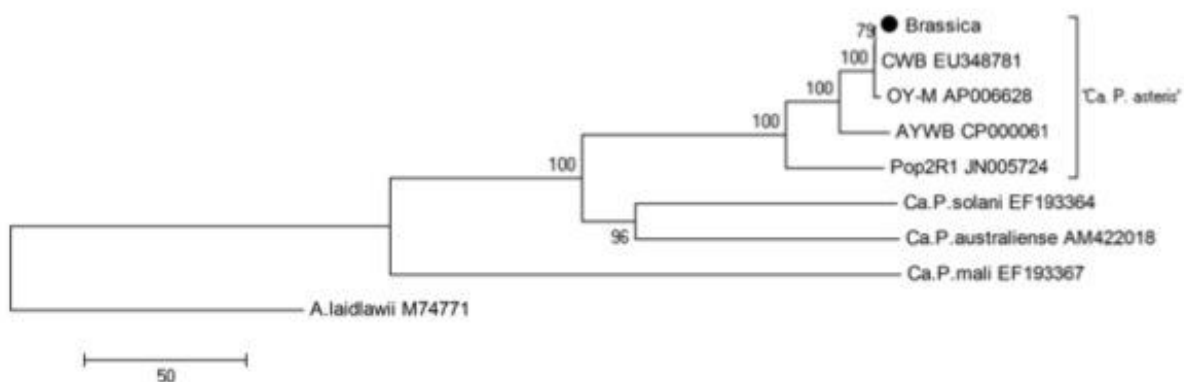 79
Brassica
100
CWB EU348781
100
OY-M AP006628
'Ca. P. asteris'
100
AYWB CP000061
100
Pop2R1 JN005724
Ca.P.solani EF193364
96
Ca.P.australiense AM422018
Ca.P.mali EF193367
A.laidlawii M74771
50